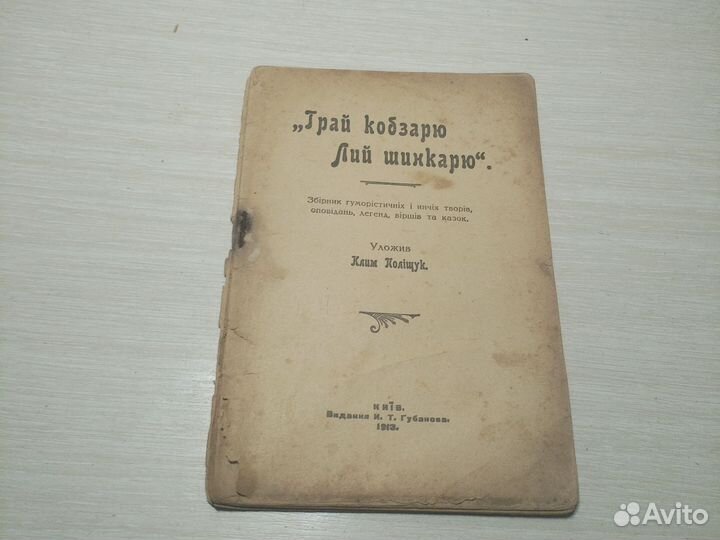 „Грай кобзарю
Лий шинкарю“.
Збірник гумористичніх і инчіх творів,
оповідань, легенд, віршів та казок.
Уложив
Клим Поліщук.
КИЇВ.
Видання И. Т. Губанова.
1913.
Avito